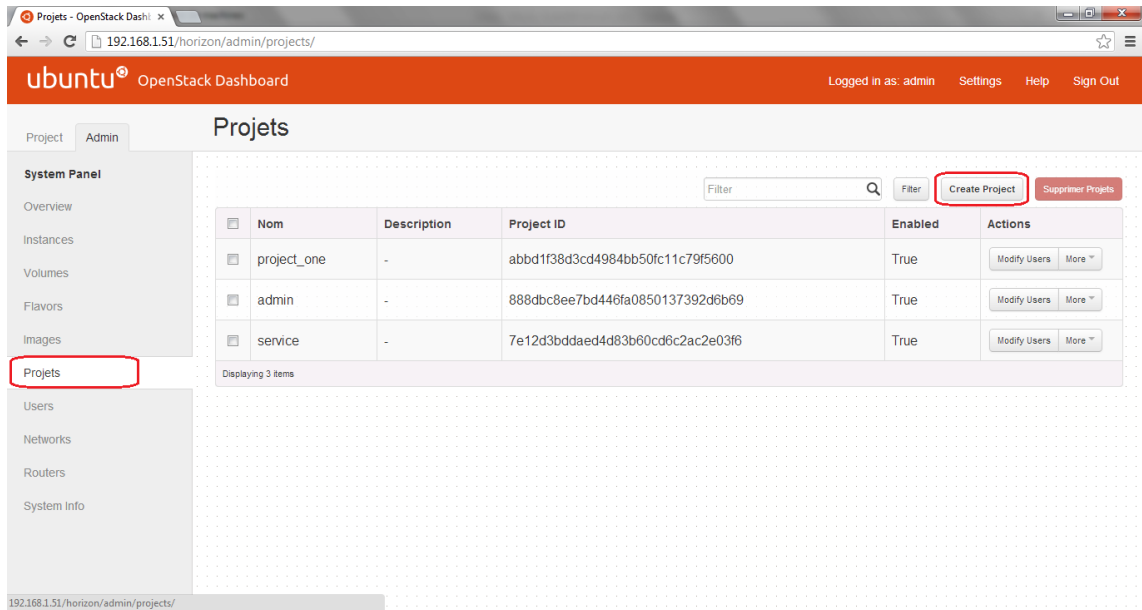 Projets - OpenStack Dashb
192.168.1.51/horizon/admin/projects/
ubuntu® OpenStack Dashboard
Logged in as: admin Settings Help Sign Out
Project Admin
Projets
System Panel
Overview
Instances
Volumes
Flavors
Images
Projets
Users
Networks
Routers
System Info
Filter Filter Create Project Supprimer Projets
Nom Description Project ID Enabled Actions
project_one - abbd1f38d3cd4984bb50fc11c79f5600 True Modify Users More
admin - 888dbc8ee7bd446fa0850137392d6b69 True Modify Users More
service - 7e12d3bddaed4d83b60cd6c2ac2e03f6 True Modify Users More
Displaying 3 items
192.168.1.51/horizon/admin/projects/